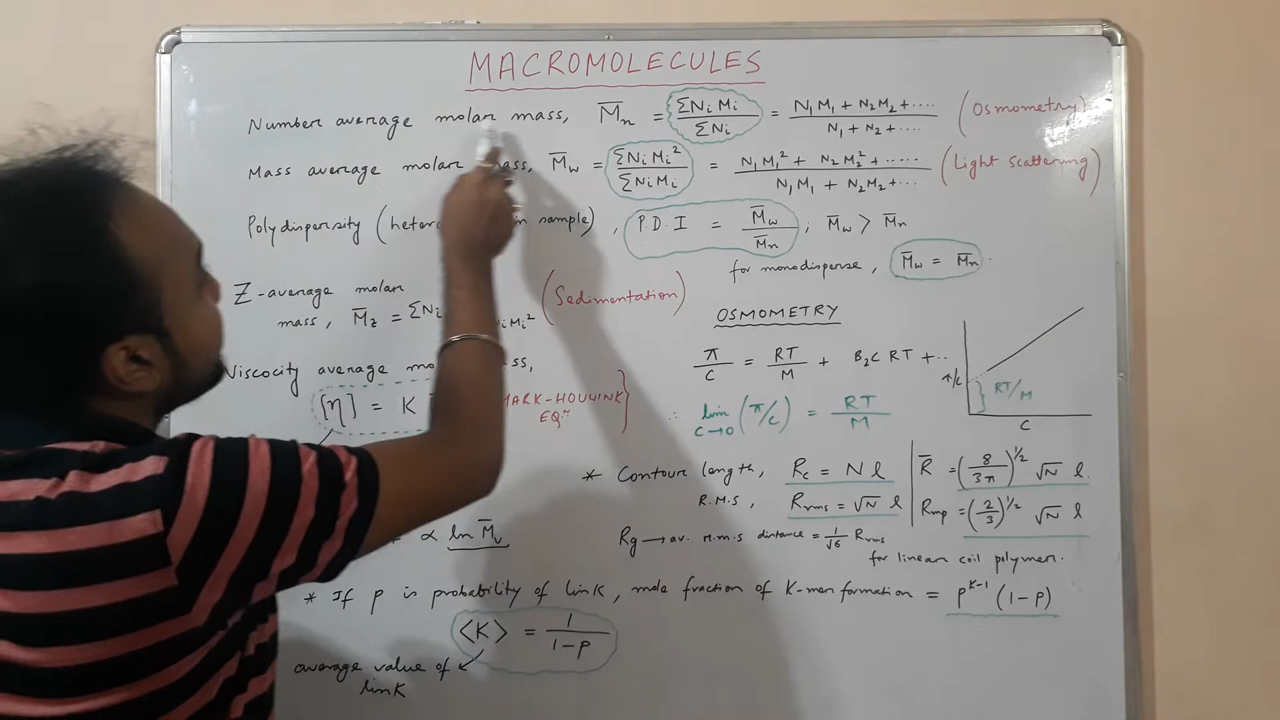 MACROMOLECULES
Number average molar mass, M̄n = ΣNiMi / ΣNi = N1M1 + N2M2 + .... / N1 + N2 + .... (Osmometry)
Mass average molar mass, M̄w = ΣNiMi² / ΣNiMi = N1M1² + N2M2² + ..... / N1M1 + N2M2 + ... (Light scattering)
Polydispersity ( in sample) , P.D.I = M̄w / M̄n ; M̄w > M̄n
for monodisperse, M̄w = M̄n .
Z-average molar
mass, M̄z = ΣNi NiMi² (Sedimentation)
Viscocity average mass,
[η] = K
MARK-HOUWINK
EQn
OSMOMETRY
π/C = RT/M + B2C RT + ..
∴ lim C→0 (π/C) = RT/M
π/C
RT/M
C
* Contour length, Rc = Nl
R.M.S , Rrms = √N l
R̄ = (8/3π)^1/2 √N l.
Rmp = (2/3)^1/2 √N l
Rg → av. r.m.s distance = 1/√6 Rrms
for linear coil polymer.
∝ ln M̄v
* If p is probability of link, mole fraction of K-mer formation = p^K-1 (1-p)
<K> = 1 / 1-p
average value of
link